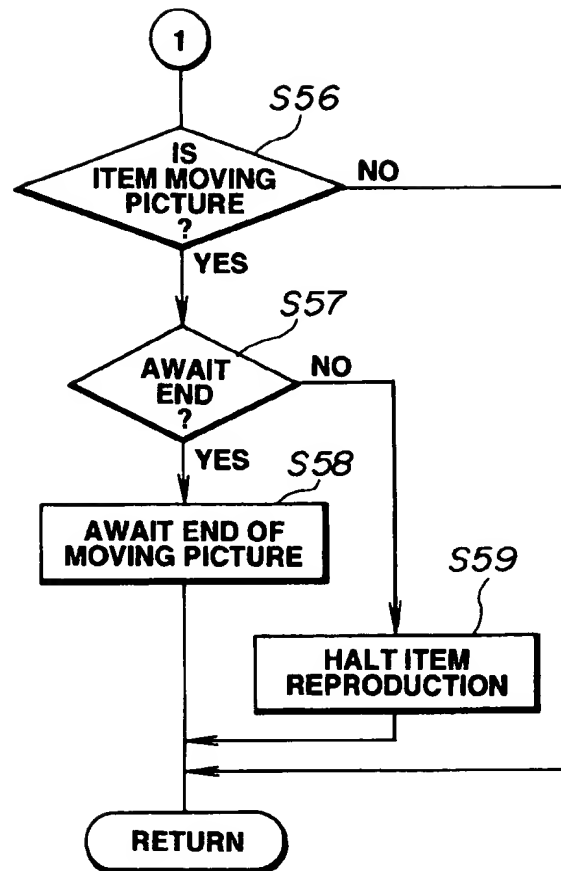 1
S56
IS
ITEM MOVING
PICTURE
?
NO
YES
S57
AWAIT
END
?
NO
YES
S58
AWAIT END OF
MOVING PICTURE
S59
HALT ITEM
REPRODUCTION
RETURN